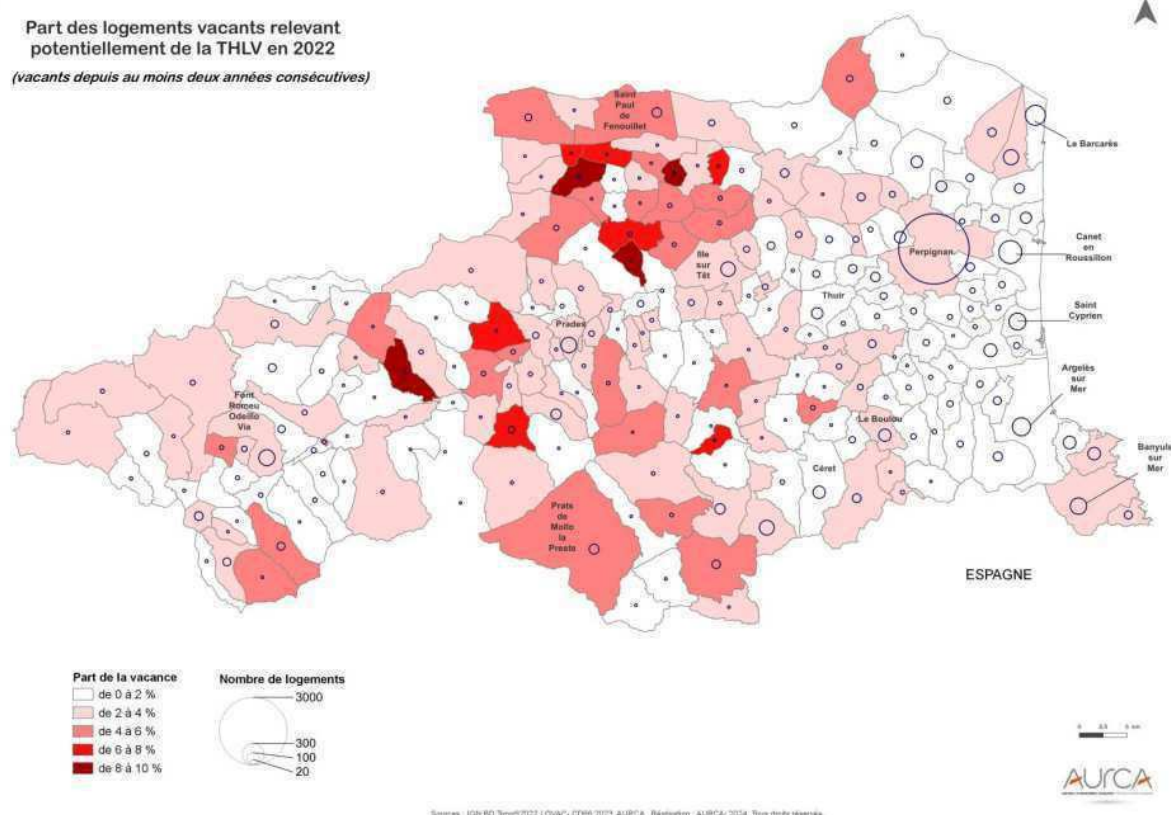 Part des logements vacants relevant
potentiellement de la THLV en 2022
(vacants depuis au moins deux années consécutives)
Saint
Paul
de
Fenouillet
Le Barcarès
Canet
en
Roussillon
Perpignan
Ille
sur
Têt
Thuir
Saint
Cyprien
Prades
Argelès
sur
Mer
Font
Romeu
Odeillo
Via
Le Boulou
Banyuls
sur
Mer
Céret
Prats
de
Mollo
la
Preste
ESPAGNE
Part de la vacance
de 0 à 2 %
de 2 à 4 %
de 4 à 6 %
de 6 à 8 %
de 8 à 10 %
Nombre de logements
3000
300
100
20
AURCA